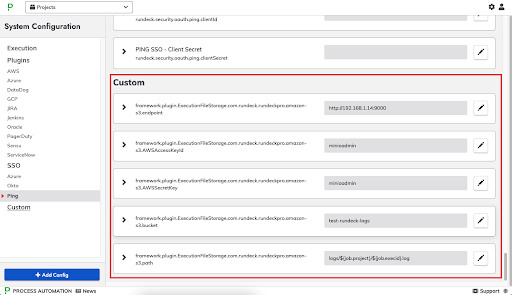 P
Projects
System Configuration
Execution
Plugins
AWS
Azure
DataDog
GCP
JIRA
Jenkins
Oracle
PagerDuty
Sensu
ServiceNow
SSO
Azure
Okta
Ping
Custom
+ Add Config
rundeck.security.oauth.ping.clientId
PING SSO - Client Secret
rundeck.security.oauth.ping.clientSecret
Custom
framework.plugin.ExecutionFileStorage.com.rundeck.rundeckpro.amazon-
s3.endpoint
http://192.168.1.14:9000
framework.plugin.ExecutionFileStorage.com.rundeck.rundeckpro.amazon-
s3.AWSAccessKeyId
minioadmin
framework.plugin.ExecutionFileStorage.com.rundeck.rundeckpro.amazon-
s3.AWSSecretKey
minioadmin
framework.plugin.ExecutionFileStorage.com.rundeck.rundeckpro.amazon-
s3.bucket
test-rundeck-logs
framework.plugin.ExecutionFileStorage.com.rundeck.rundeckpro.amazon-
s3.path
logs/${job.project}/${job.execid}.log
P PROCESS AUTOMATION News
Support